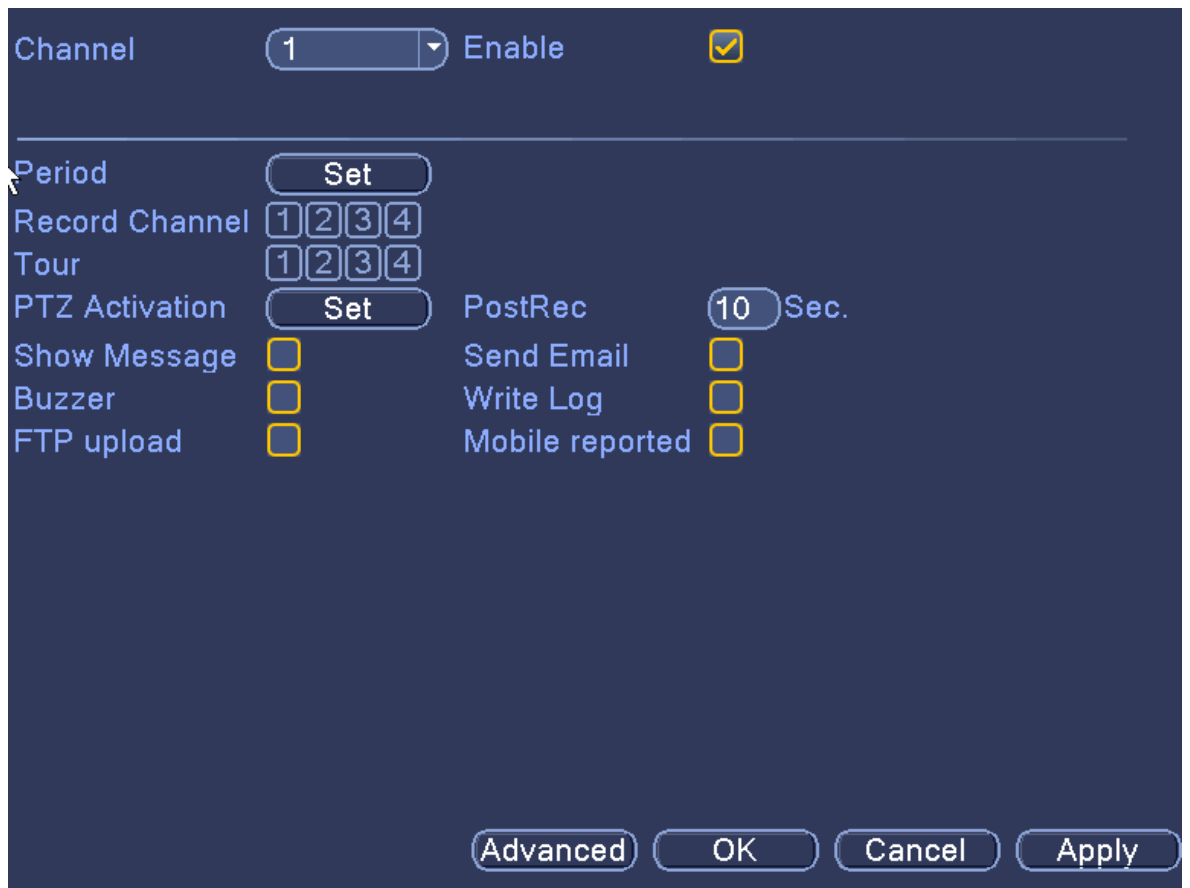 Channel 1 Enable
Period Set
Record Channel 1 2 3 4
Tour 1 2 3 4
PTZ Activation Set PostRec 10 Sec.
Show Message Send Email
Buzzer Write Log
FTP upload Mobile reported
Advanced OK Cancel Apply